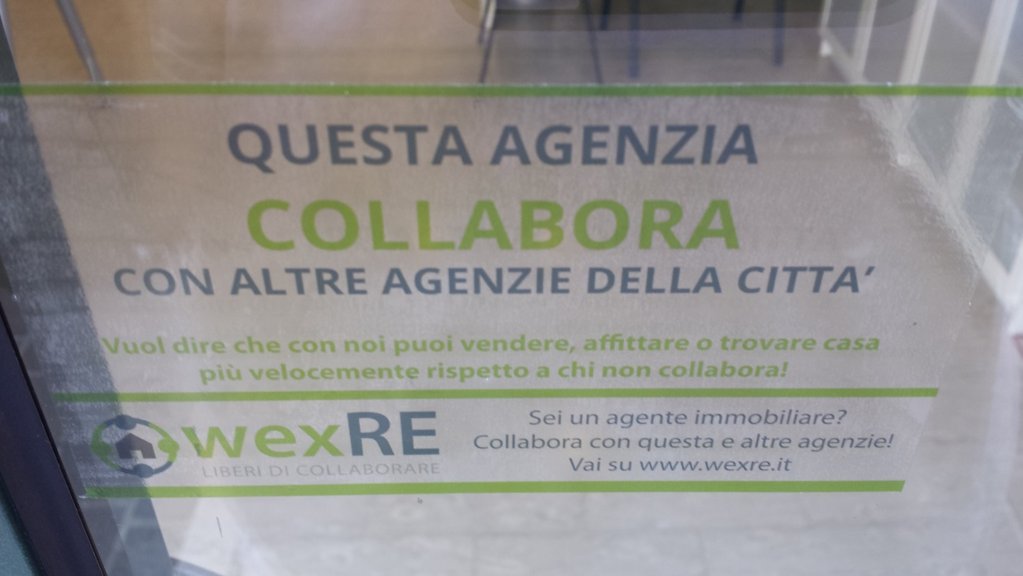 QUESTA AGENZIA
COLLABORA
CON ALTRE AGENZIE DELLA CITTA'
Vuol dire che con noi puoi vendere, affittare o trovare casa
più velocemente rispetto a chi non collabora!
wexRE
LIBERI DI COLLABORARE
Sei un agente immobiliare?
Collabora con questa e altre agenzie!
Vai su www.wexre.it